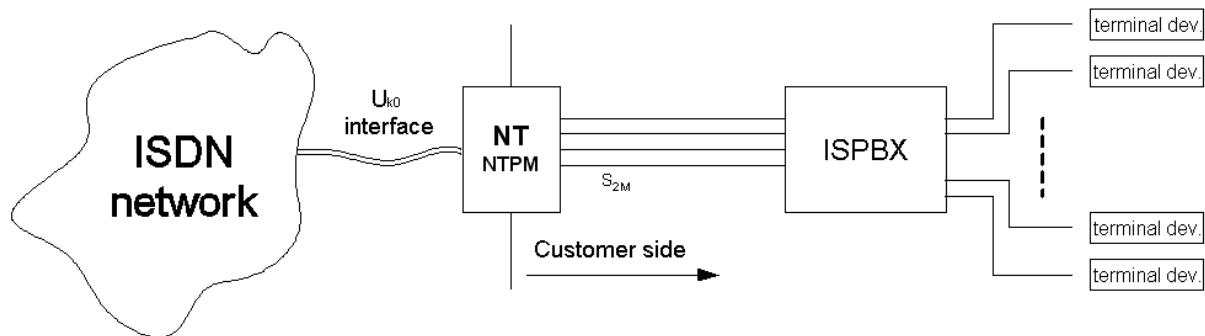 ISDN
network
Uk0
interface
NT
NTPM
S2M
Customer side
ISPBX
terminal dev.
terminal dev.
terminal dev.
terminal dev.